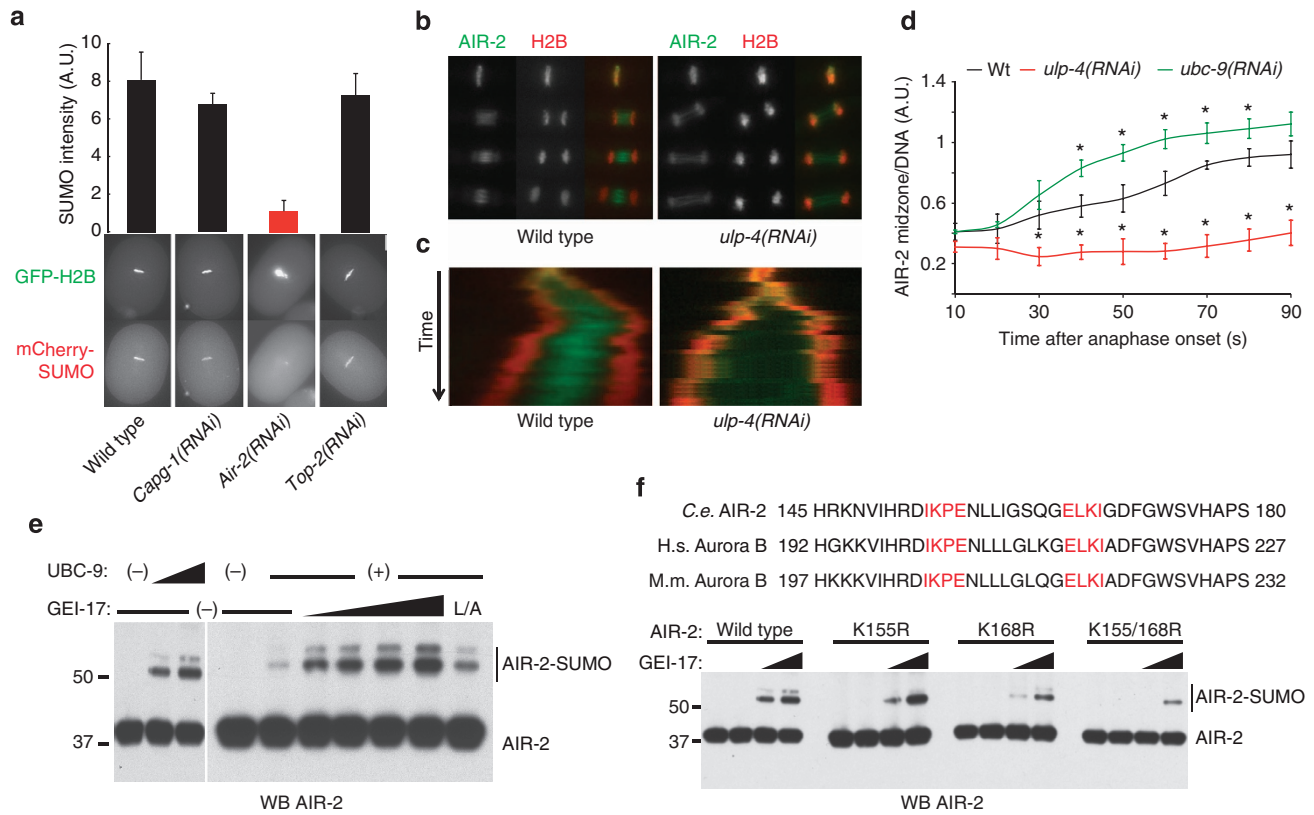 a
SUMO intensity (A.U.)
10
8
6
4
2
0
GFP-H2B
mCherry-
SUMO
Wild type
Capg-1(RNAi)
Air-2(RNAi)
Top-2(RNAi)
b
AIR-2 H2B AIR-2 H2B
Wild type ulp-4(RNAi)
c
Time
Wild type ulp-4(RNAi)
d
Wt ulp-4(RNAi) ubc-9(RNAi)
AIR-2 midzone/DNA (A.U.)
1.4
1
0.6
0.2
* * * * *
* * * * * * *
10 30 50 70 90
Time after anaphase onset (s)
e
UBC-9: (–) (–) (+)
GEI-17: (–) L/A
50
37
AIR-2-SUMO
AIR-2
WB AIR-2
f
C.e. AIR-2 145 HRKNVIHRDIKPENLLIGSQGELKIGDFGWSVHAPS 180
H.s. Aurora B 192 HGKKVIHRDIKPENLLLGLKGELKIADFGWSVHAPS 227
M.m. Aurora B 197 HKKKVIHRDIKPENLLLGLQGELKIADFGWSVHAPS 232
AIR-2: Wild type K155R K168R K155/168R
GEI-17:
50
37
AIR-2-SUMO
AIR-2
WB AIR-2